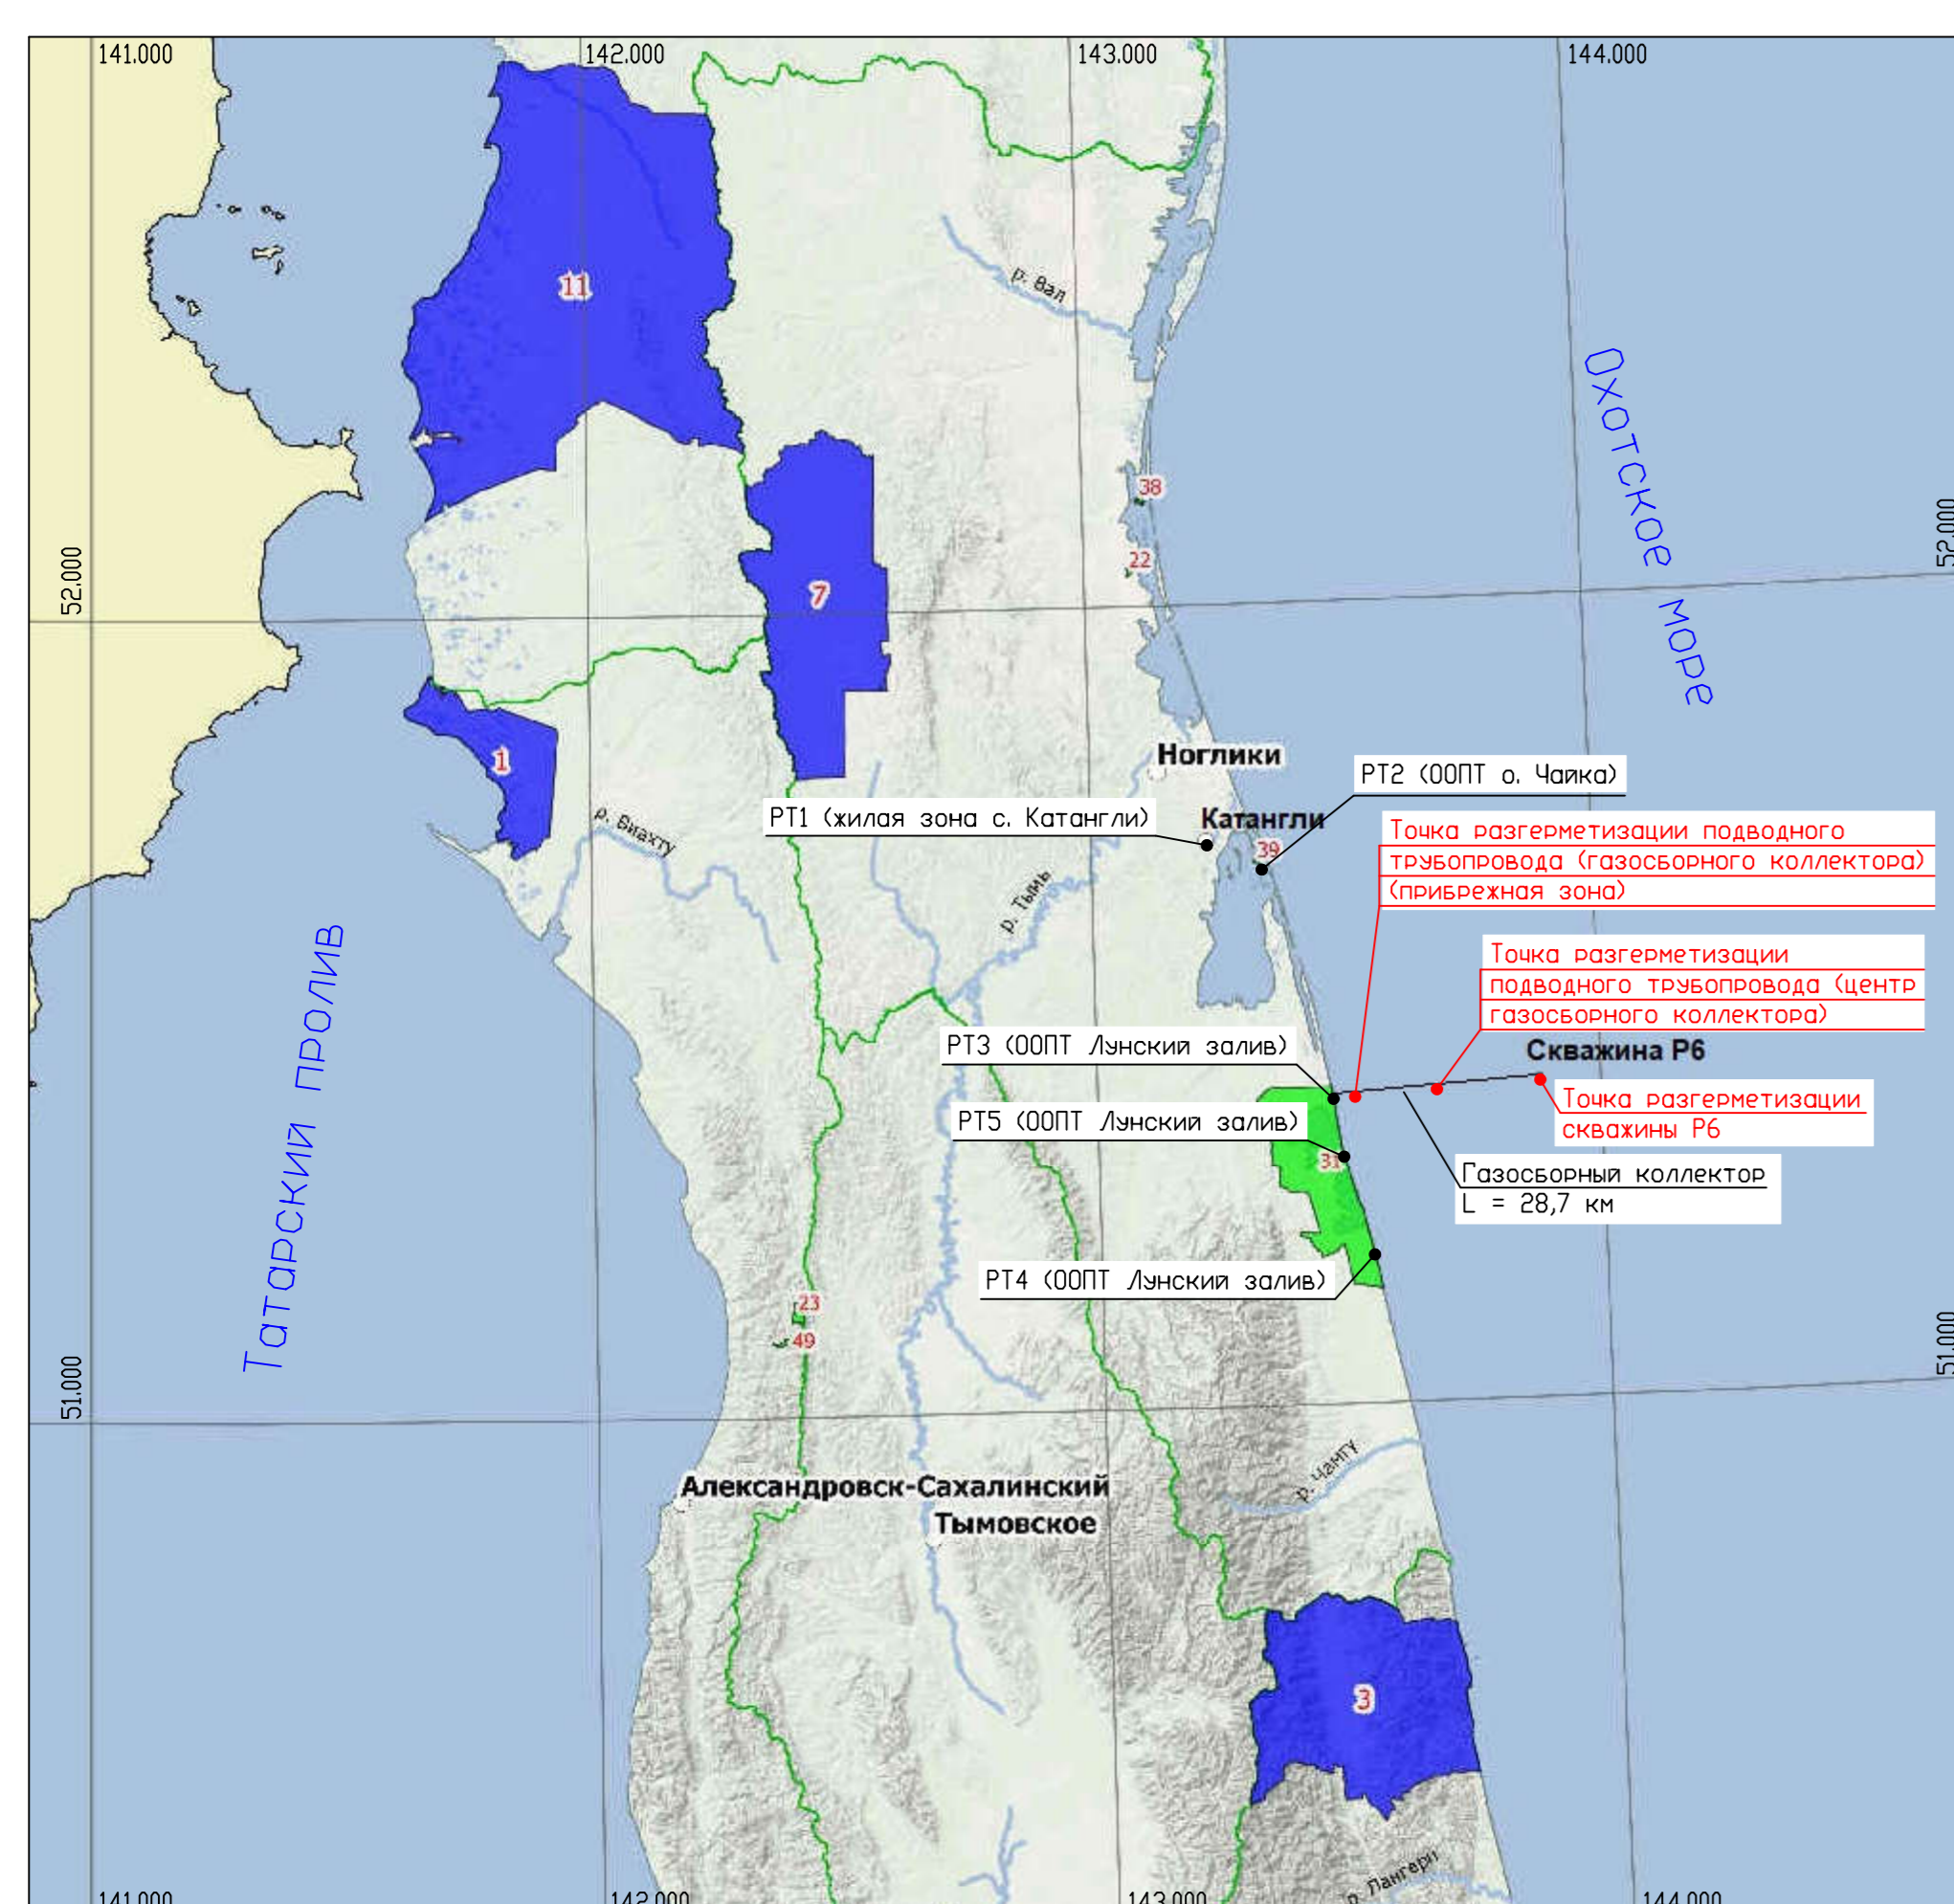 141.000
142.000
143.000
144.000
11
р. Вал
Охотское море
38
22
52.000
52.000
7
1
Ноглики
РТ2 (ООПТ о. Чайка)
РТ1 (жилая зона с. Катангли)
Катангли
39
Точка разгерметизации подводного
трубопровода (газосборного коллектора)
(прибрежная зона)
р. Виахту
р. Тымь
Татарский пролив
Точка разгерметизации
подводного трубопровода (центр
газосборного коллектора)
РТ3 (ООПТ Лунский залив)
Скважина Р6
Точка разгерметизации
скважины Р6
РТ5 (ООПТ Лунский залив)
31
Газосборный коллектор
L = 28,7 км
РТ4 (ООПТ Лунский залив)
23
49
51.000
51.000
р. Чамгу
Александровск-Сахалинский
Тымовское
3
р. Лангери
141.000
142.000
143.000
144.000